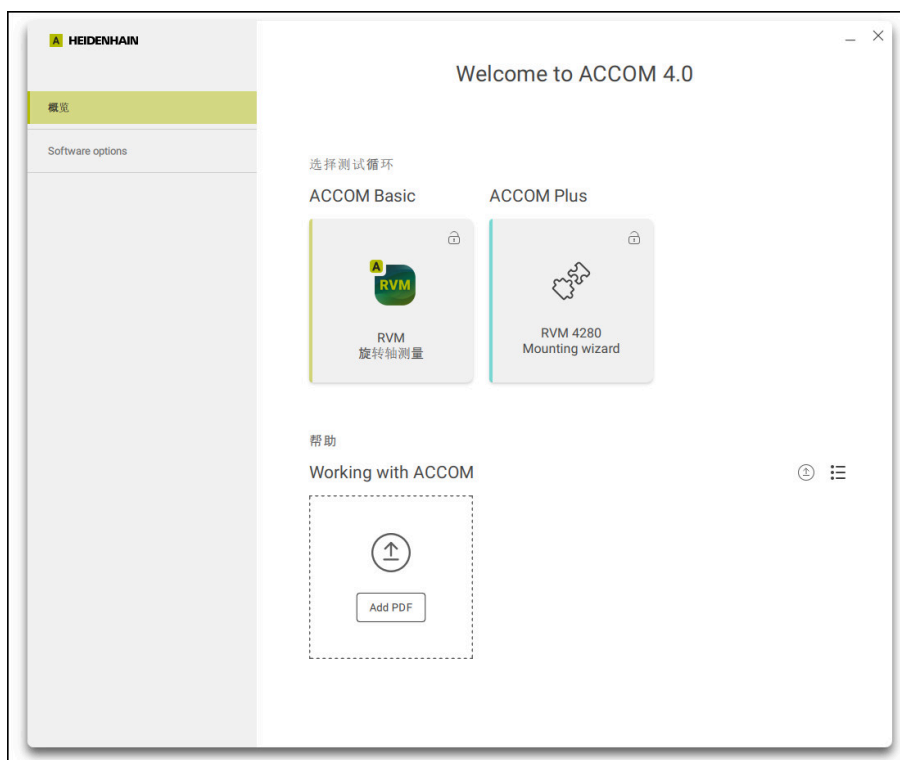 A HEIDENHAIN
Welcome to ACCOM 4.0
概览
Software options
选择测试循环
ACCOM Basic
ACCOM Plus
A
RVM
RVM
旋转轴测量
RVM 4280
Mounting wizard
帮助
Working with ACCOM
Add PDF